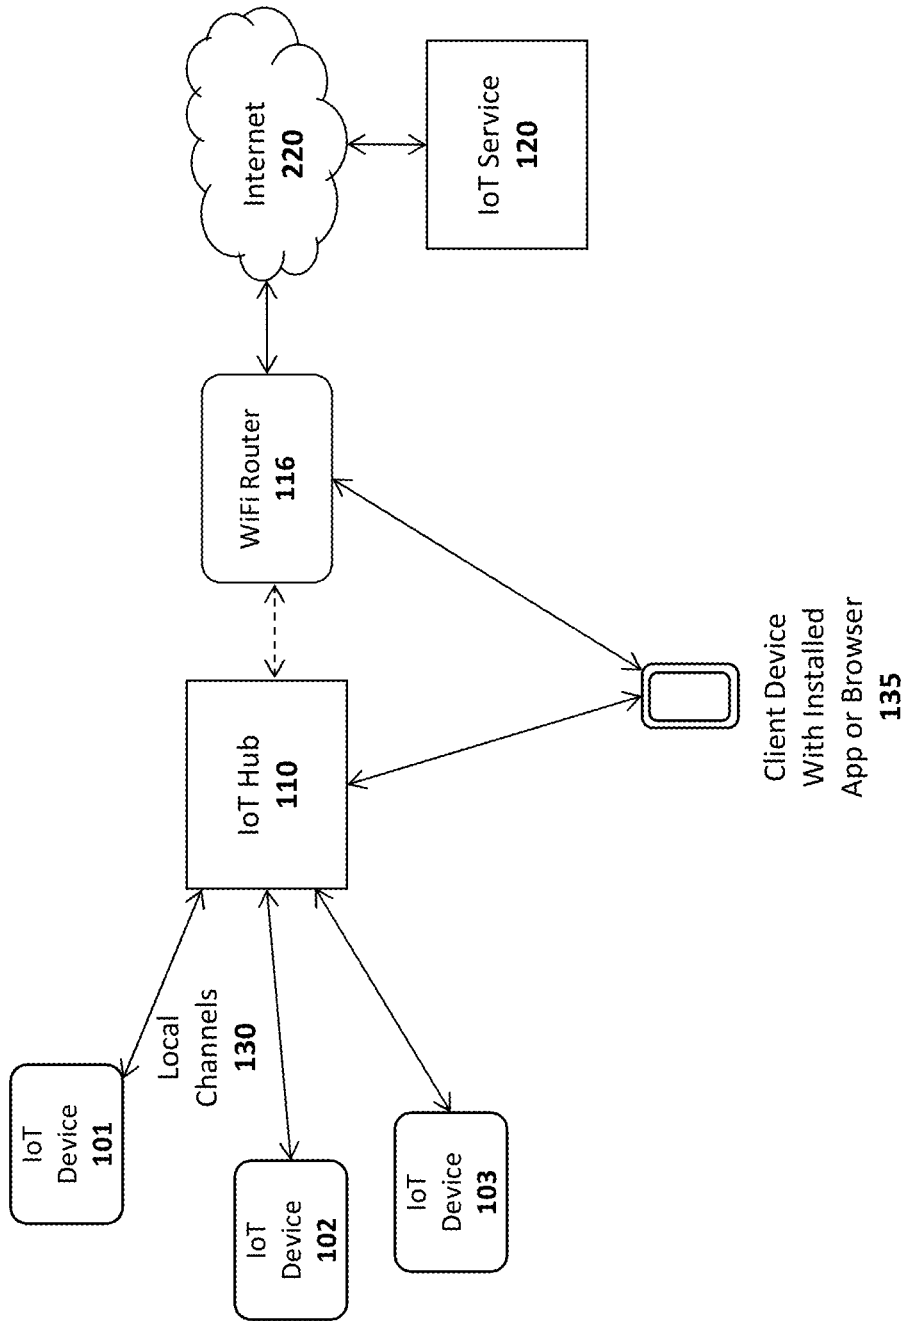 IoT
Device
101
IoT
Device
102
IoT
Device
103
Local
Channels
130
IoT Hub
110
WiFi Router
116
Internet
220
IoT Service
120
Client Device
With Installed
App or Browser
135